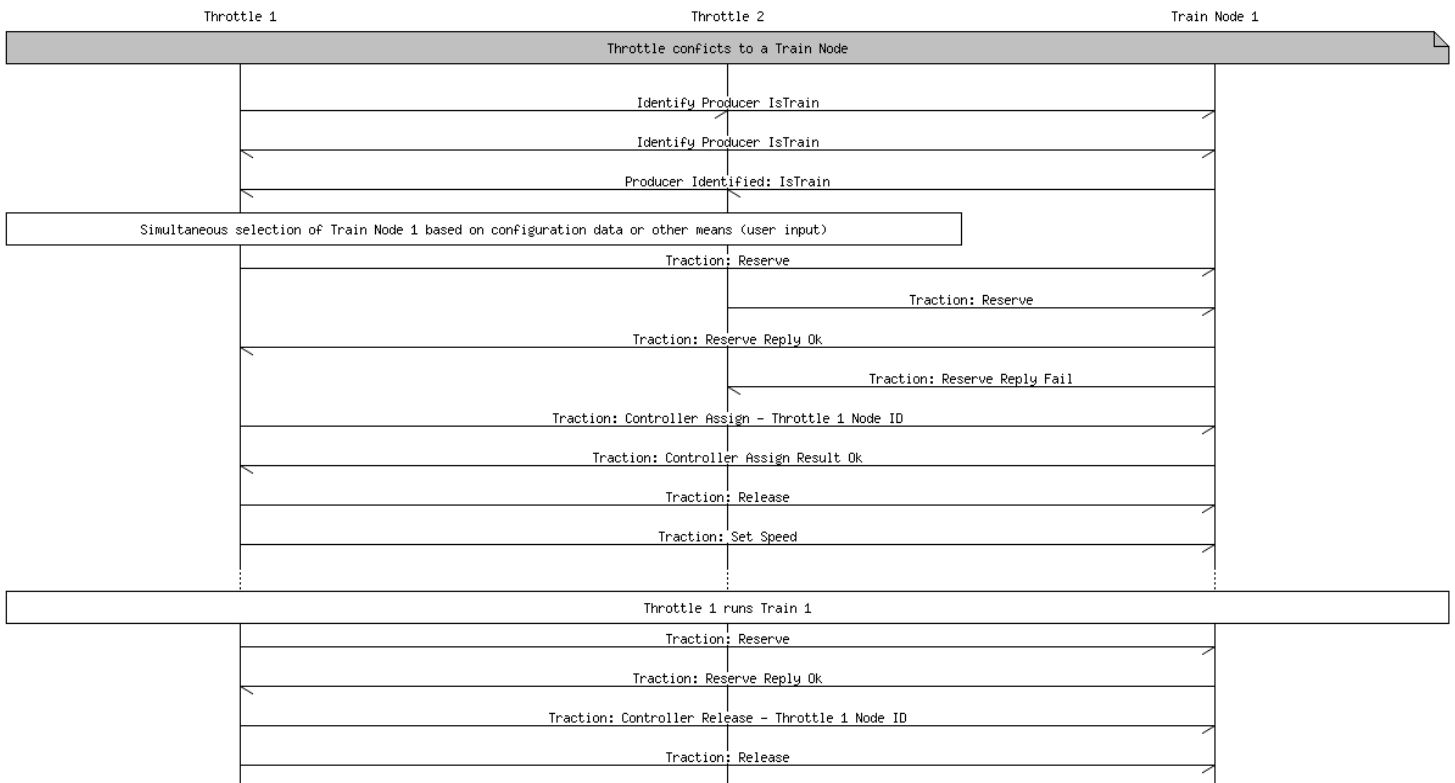 Throttle 1
Throttle 2
Train Node 1
Throttle conficts to a Train Node
Identify Producer IsTrain
Identify Producer IsTrain
Producer Identified: IsTrain
Simultaneous selection of Train Node 1 based on configuration data or other means (user input)
Traction: Reserve
Traction: Reserve
Traction: Reserve Reply Ok
Traction: Reserve Reply Fail
Traction: Controller Assign - Throttle 1 Node ID
Traction: Controller Assign Result Ok
Traction: Release
Traction: Set Speed
Throttle 1 runs Train 1
Traction: Reserve
Traction: Reserve Reply Ok
Traction: Controller Release - Throttle 1 Node ID
Traction: Release